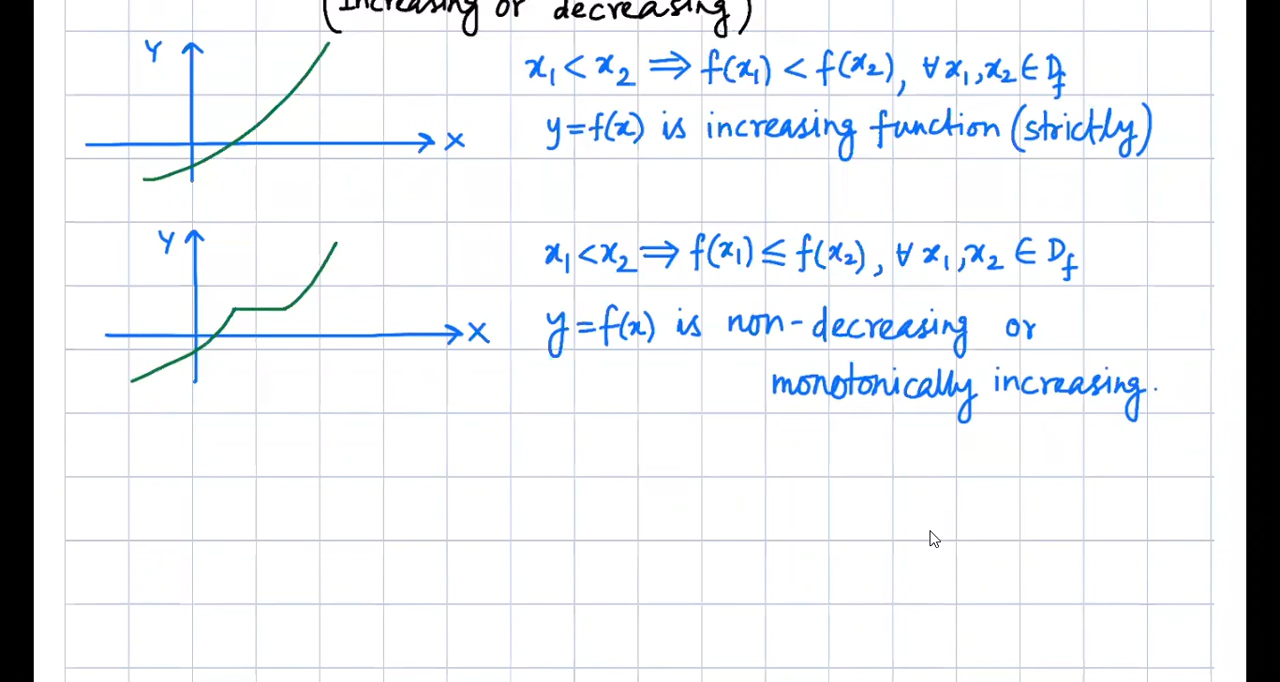 (Increasing or decreasing)
Y
X
x₁ < x₂ ⟹ f(x₁) < f(x₂), ∀ x₁, x₂ ∈ D_f
y = f(x) is increasing function (strictly)
Y
X
x₁ < x₂ ⟹ f(x₁) ≤ f(x₂), ∀ x₁, x₂ ∈ D_f
y = f(x) is non-decreasing or
monotonically increasing.